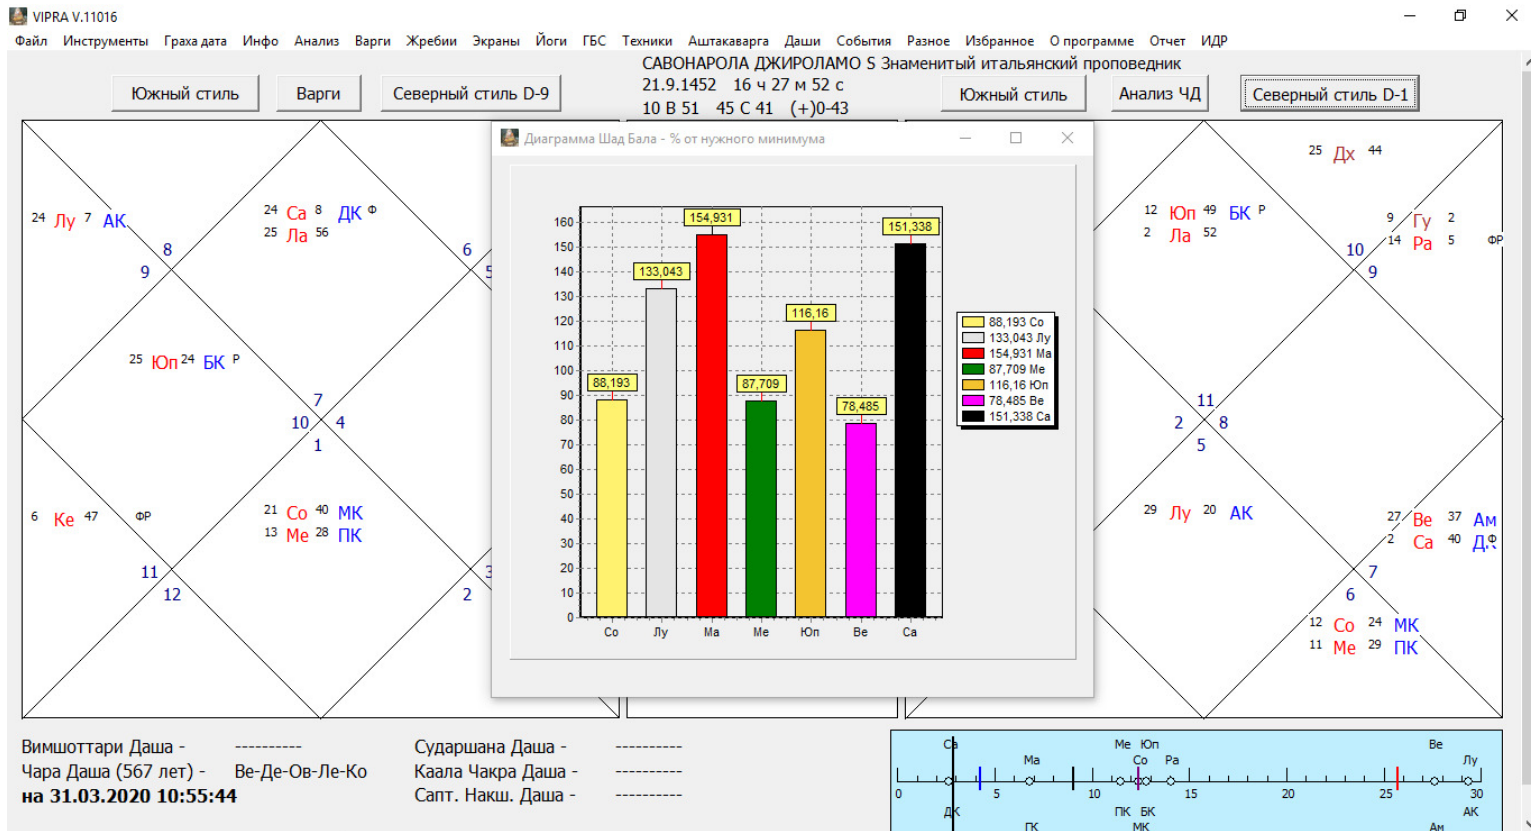 VIPRA V.11016
Файл Инструменты Граха дата Инфо Анализ Варги Жребии Экраны Йоги ГБС Техники Аштакаварга Даши События Разное Избранное О программе Отчет ИДР
САВОНАРОЛА ДЖИРОЛАМО S Знаменитый итальянский проповедник
21.9.1452 16 ч 27 м 52 с
10 В 51 45 С 41 (+)0-43
Южный стиль Варги Северный стиль D-9
Южный стиль Анализ ЧД Северный стиль D-1
24 Лу 7 АК
24 Са 8 ДК Ф
25 Ла 56
8
9
6
5
25 Юп 24 БК Р
7
10 4
1
6 Ке 47 ФР
21 Со 40 МК
13 Ме 28 ПК
11
12
3
2
Диаграмма Шад Бала - % от нужного минимума
160
150
140
130
120
110
100
90
80
70
60
50
40
30
20
10
0
88,193
133,043
154,931
87,709
116,16
78,485
151,338
Со Лу Ма Ме Юп Ве Са
88,193 Со
133,043 Лу
154,931 Ма
87,709 Ме
116,16 Юп
78,485 Ве
151,338 Са
25 Дх 44
12 Юп 49 БК Р
2 Ла 52
9 Гу 2
14 Ра 5 ФР
10
9
11
2 8
5
29 Лу 20 АК
27 Ве 37 Ам
2 Са 40 ДК Ф
7
6
12 Со 24 МК
11 Ме 29 ПК
Вимшоттари Даша - ----------
Чара Даша (567 лет) - Ве-Де-Ов-Ле-Ко
на 31.03.2020 10:55:44
Сударшана Даша - ----------
Каала Чакра Даша - ----------
Сапт. Накш. Даша - ----------
Са Ме Юп Ве
Ма Со Ра Лу
0 5 10 15 20 25 30
ДК ПК БК АК
ГК МК Ам